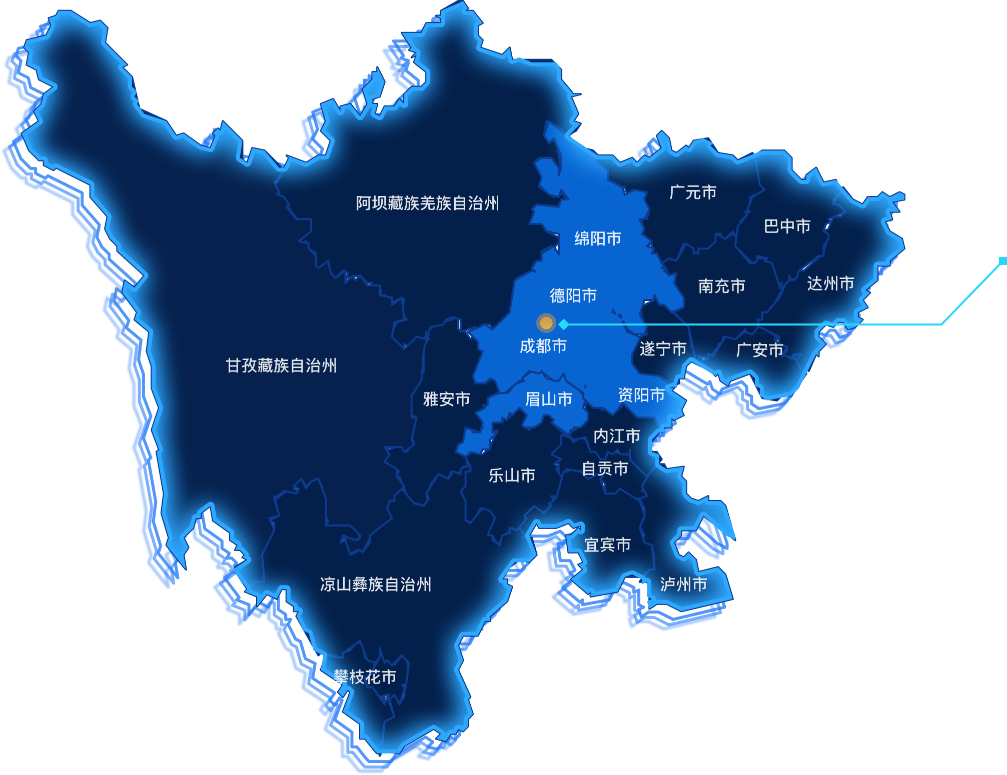 广元市
阿坝藏族羌族自治州
巴中市
绵阳市
达州市
南充市
德阳市
成都市
遂宁市
广安市
甘孜藏族自治州
资阳市
雅安市
眉山市
内江市
自贡市
乐山市
宜宾市
凉山彝族自治州
泸州市
攀枝花市